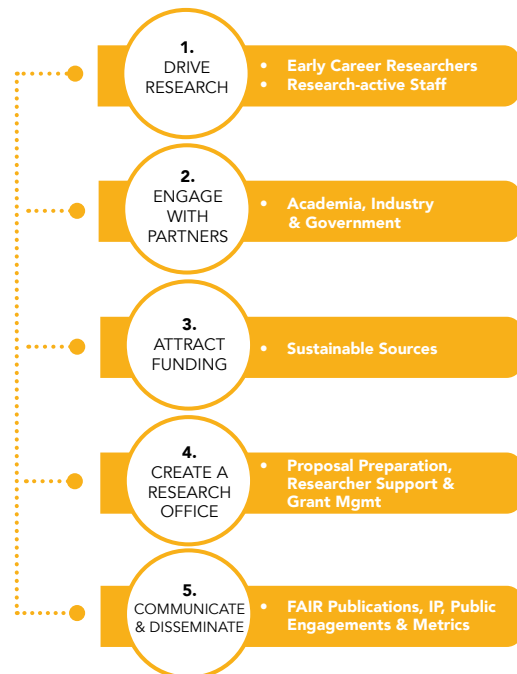 1.
DRIVE
RESEARCH
• Early Career Researchers
• Research-active Staff
2.
ENGAGE
WITH
PARTNERS
• Academia, Industry
& Government
3.
ATTRACT
FUNDING
• Sustainable Sources
4.
CREATE A
RESEARCH
OFFICE
• Proposal Preparation,
Researcher Support &
Grant Mgmt
5.
COMMUNICATE
& DISSEMINATE
• FAIR Publications, IP, Public
Engagements & Metrics